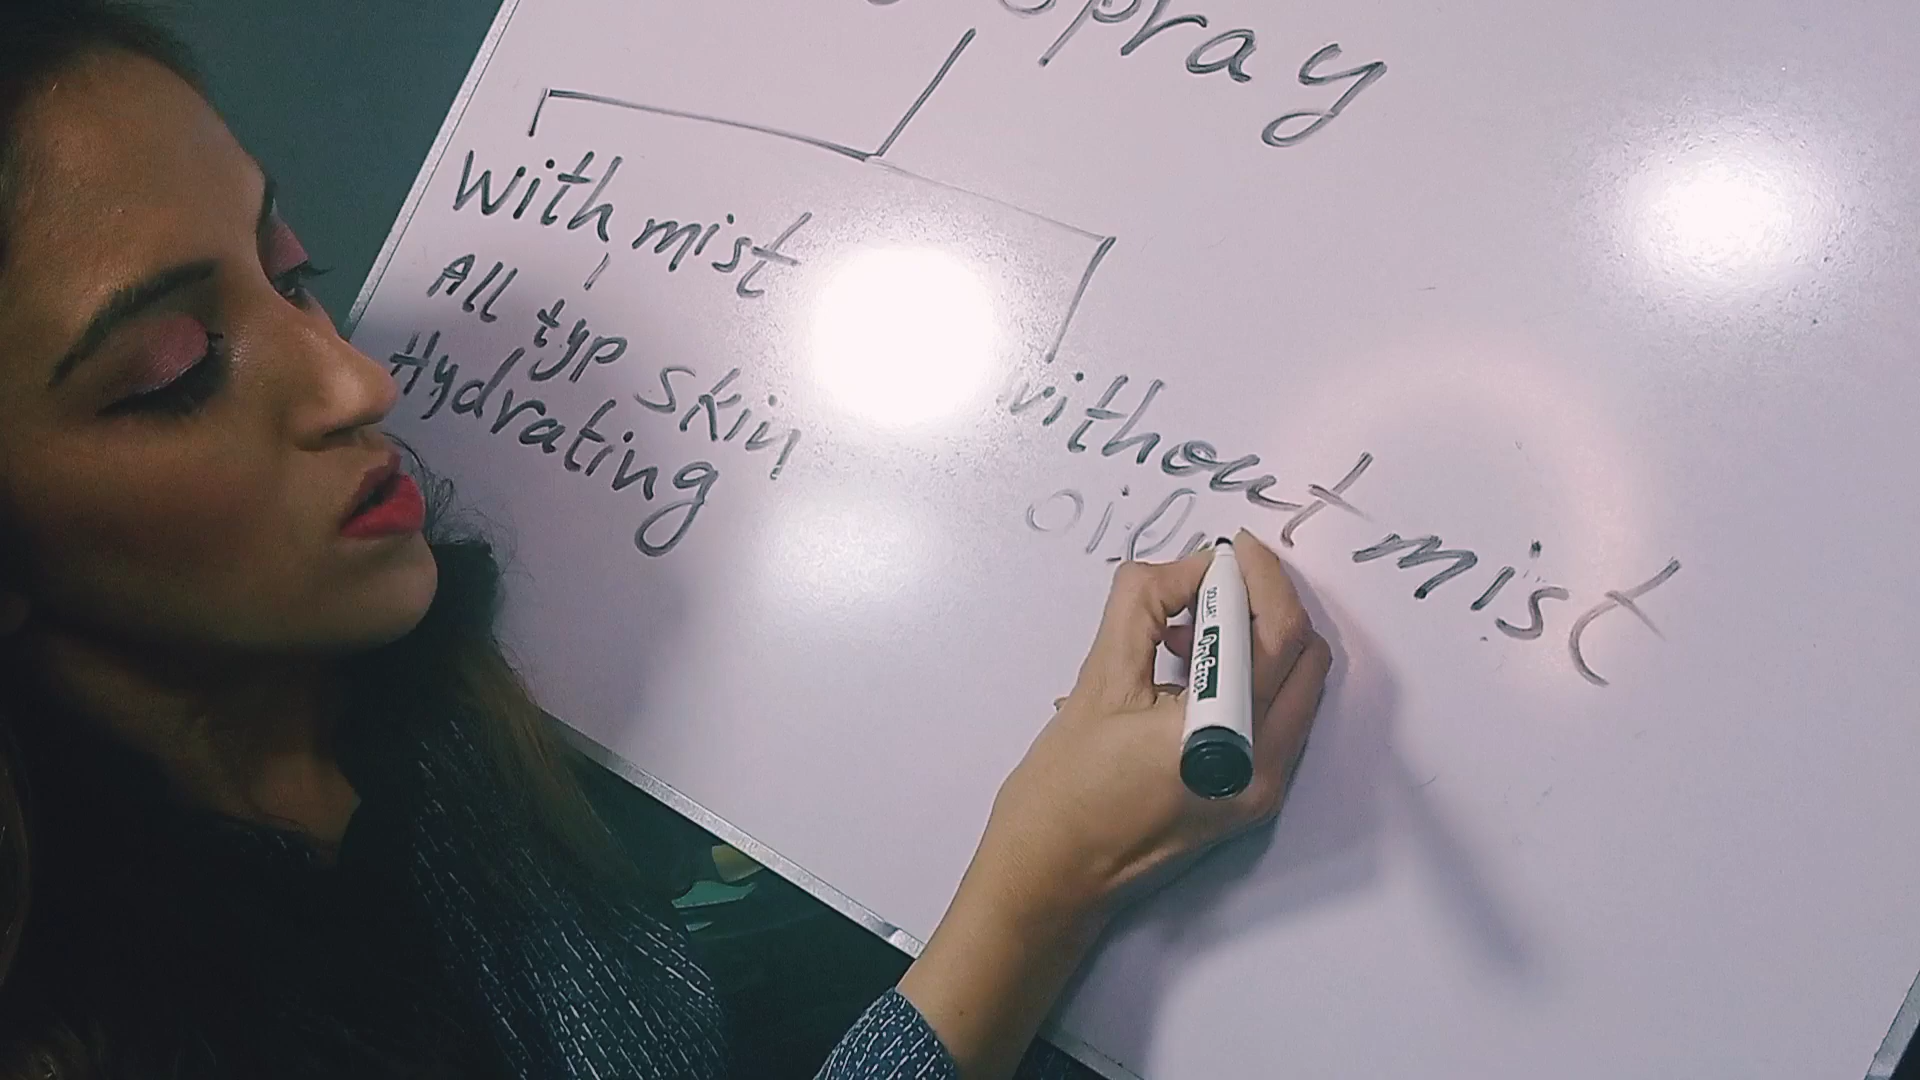 Spray
With mist
All typ skin
Hydrating
without mist
oily